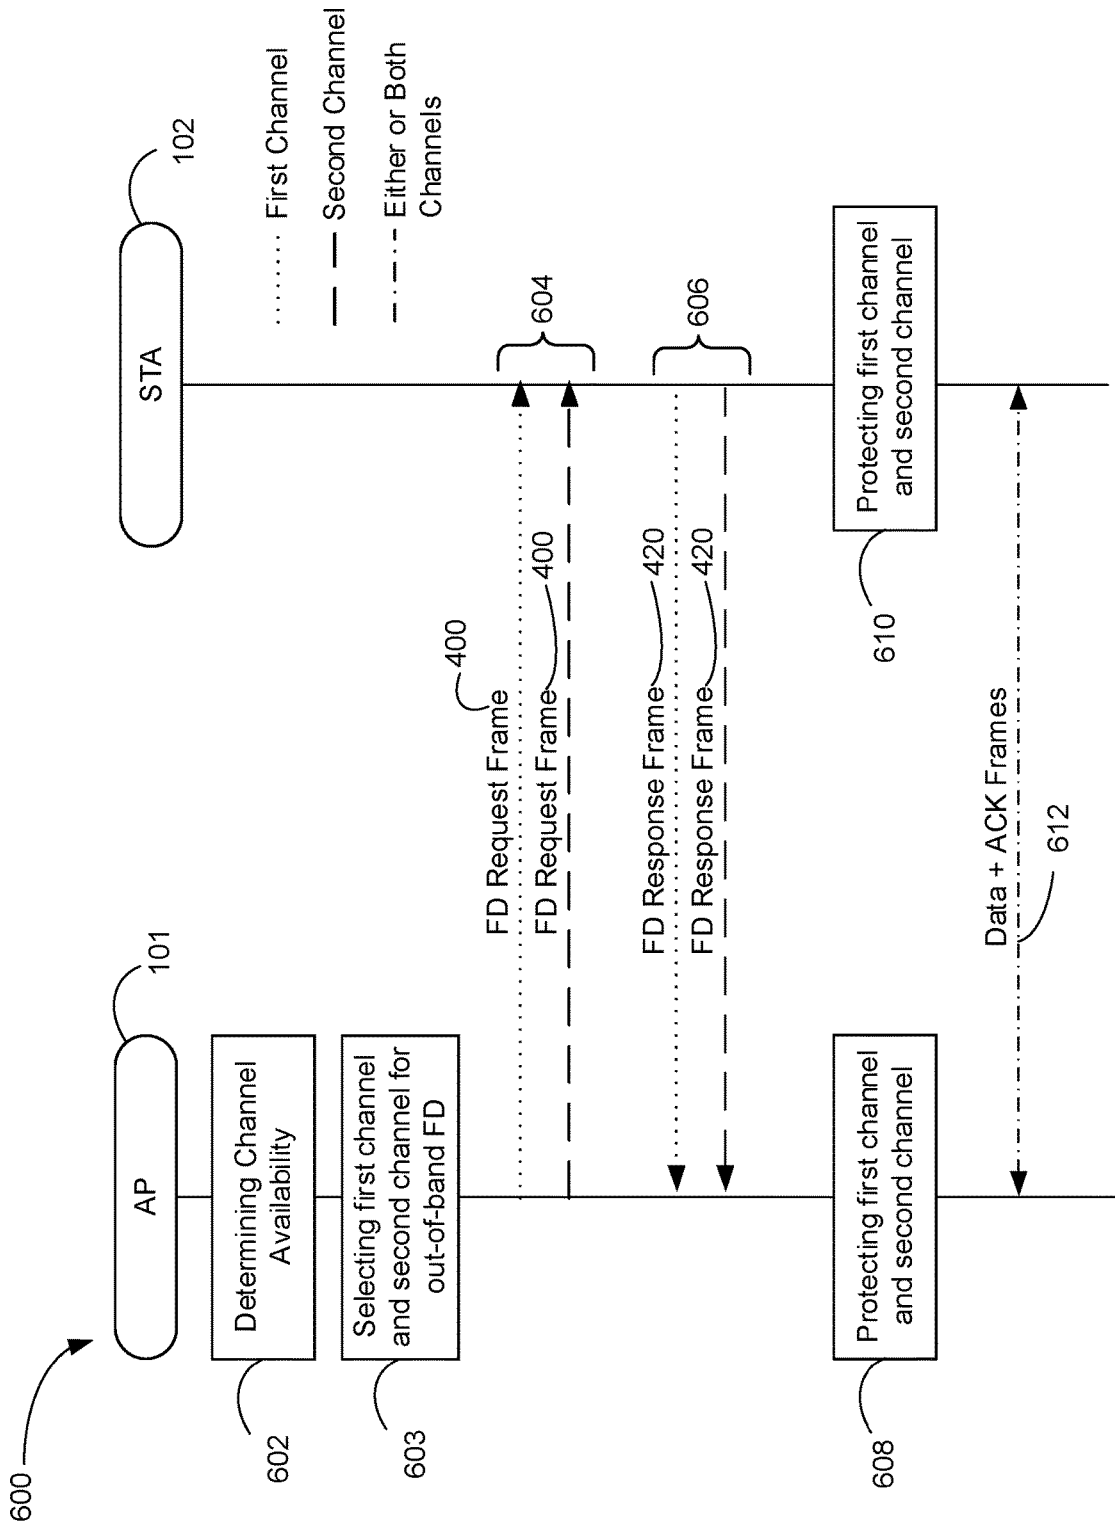 600
AP
101
STA
102
First Channel
Second Channel
Either or Both
Channels
Determining Channel
Availability
602
Selecting first channel
and second channel for
out-of-band FD
603
FD Request Frame
400
FD Request Frame
400
604
FD Response Frame
420
FD Response Frame
420
606
Protecting first channel
and second channel
608
Protecting first channel
and second channel
610
Data + ACK Frames
612